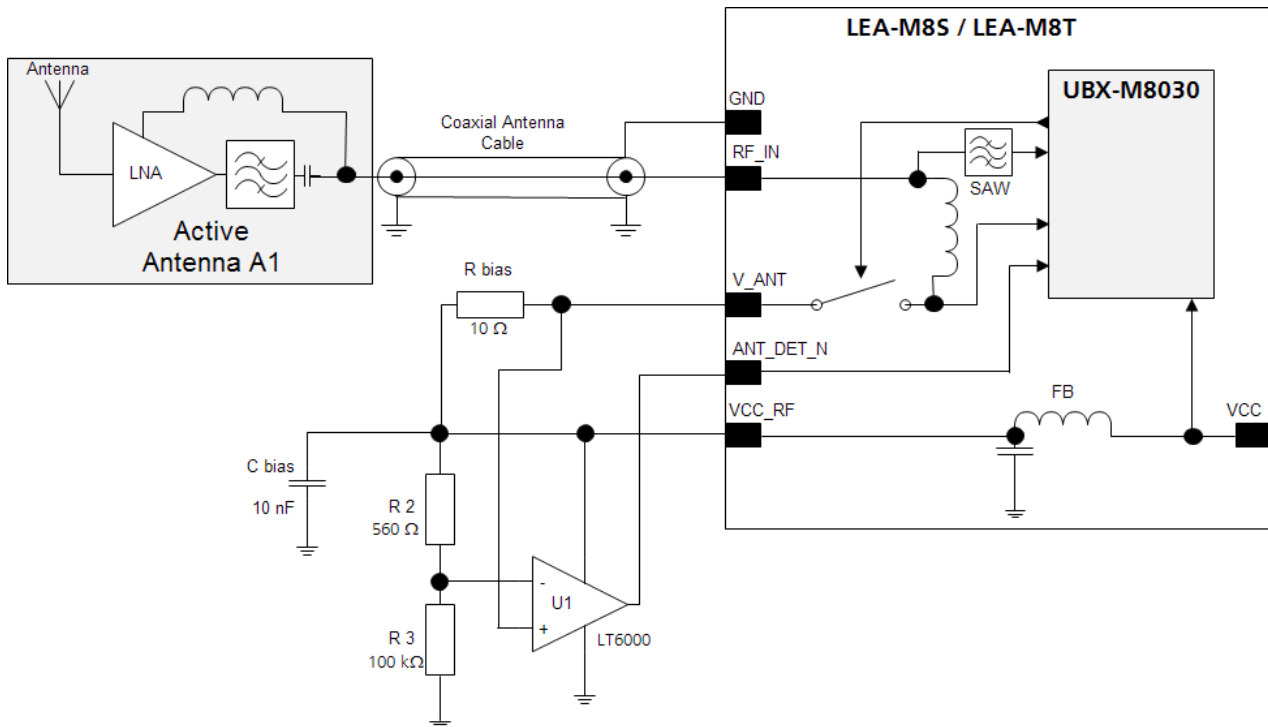 LEA-M8S / LEA-M8T
Antenna
LNA
Active
Antenna A1
Coaxial Antenna
Cable
GND
RF_IN
UBX-M8030
SAW
R bias
10 Ω
V_ANT
ANT_DET_N
VCC_RF
FB
VCC
C bias
10 nF
R 2
560 Ω
R 3
100 kΩ
-
+
U1
LT6000